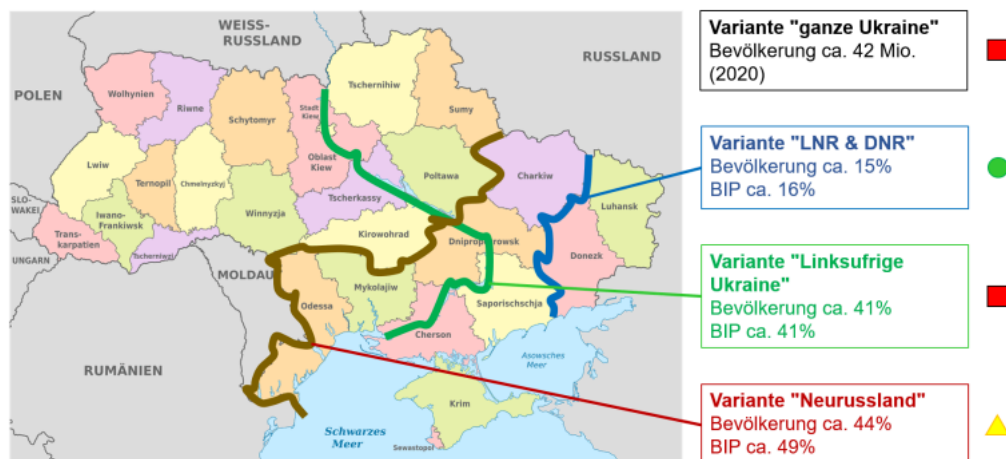 WEISS-
RUSSLAND
RUSSLAND
POLEN
SLO-
WAKEI
UNGARN
MOLDAU
RUMÄNIEN
Wolhynien
Riwne
Schytomyr
Stadt
Kiew
Oblast
Kiew
Tschernihiw
Sumy
Lwiw
Ternopil
Chmelnyzkyj
Winnyzja
Tscherkassy
Poltawa
Charkiw
Luhansk
Iwano-
Frankiwsk
Trans-
karpatien
Tscherniwzi
Kirowohrad
Dnipropetrowsk
Donezk
Odessa
Mykolajiw
Saporischschja
Cherson
Krim
Sewastopol
Asowsches
Meer
Schwarzes
Meer
Variante "ganze Ukraine"
Bevölkerung ca. 42 Mio.
(2020)
Variante "LNR & DNR"
Bevölkerung ca. 15%
BIP ca. 16%
Variante "Linksufrige
Ukraine"
Bevölkerung ca. 41%
BIP ca. 41%
Variante "Neurussland"
Bevölkerung ca. 44%
BIP ca. 49%